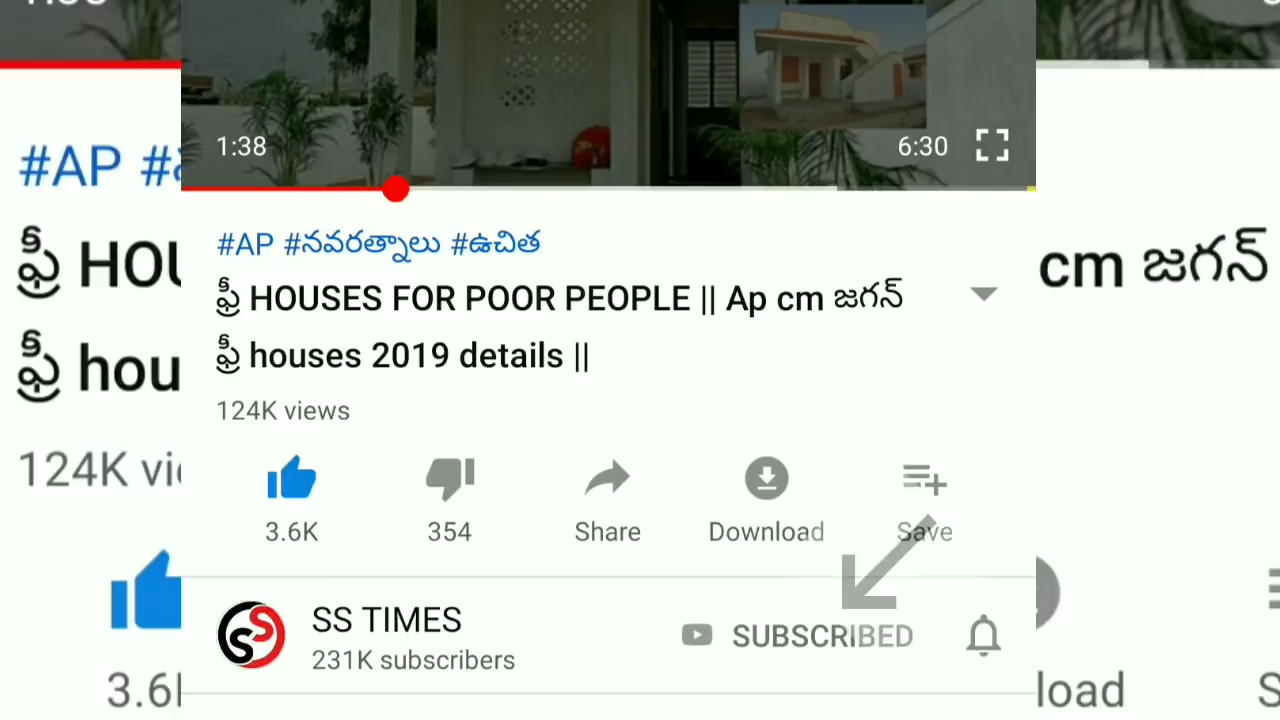 1:38
6:30
#AP #నవరత్నాలు #ఉచిత
ఫ్రీ HOUSES FOR POOR PEOPLE || Ap cm జగన్
ఫ్రీ houses 2019 details ||
124K views
3.6K
354
Share
Download
Save
SS TIMES
231K subscribers
SUBSCRIBED